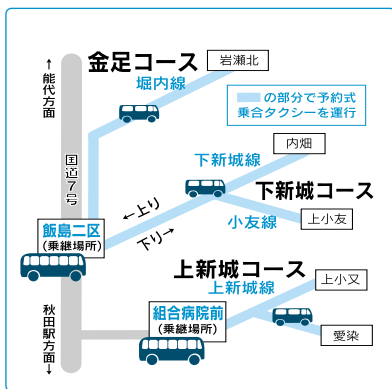 金足コース
岩瀬北
堀内線
←能代方面
の部分で予約式
乗合タクシーを運行
内畑
下新城線
国道7号
下新城コース
←上り
下り→
小友線
上小友
飯島二区
(乗継場所)
上新城コース
上新城線
上小又
秋田駅方面→
組合病院前
(乗継場所)
愛染